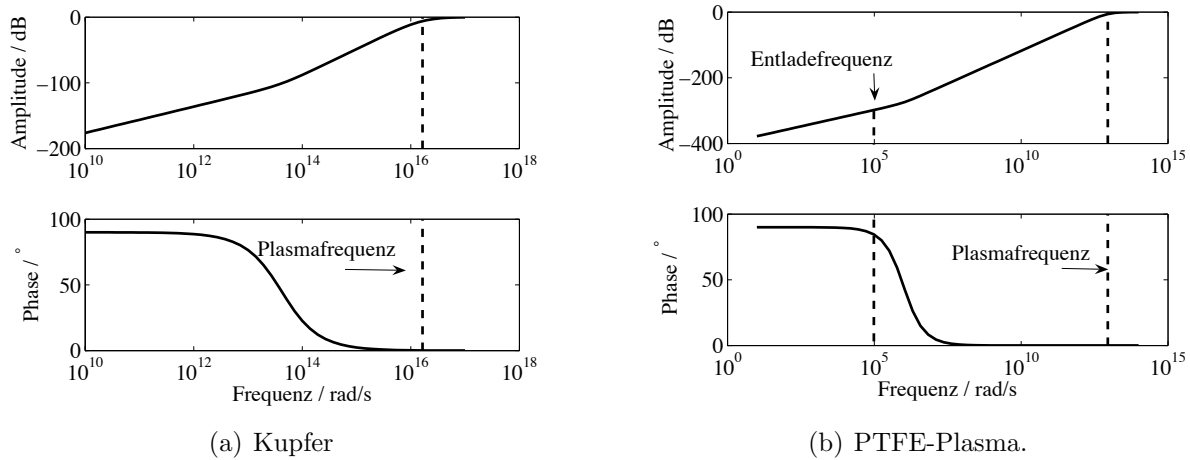 Amplitude / dB
0
−100
−200
10^10
10^12
10^14
10^16
10^18
Phase / °
100
50
0
Plasmafrequenz
10^10
10^12
10^14
10^16
10^18
Frequenz / rad/s
(a) Kupfer
Amplitude / dB
0
−200
−400
Entladefrequenz
10^0
10^5
10^10
10^15
Phase / °
100
50
0
Plasmafrequenz
10^0
10^5
10^10
10^15
Frequenz / rad/s
(b) PTFE-Plasma.